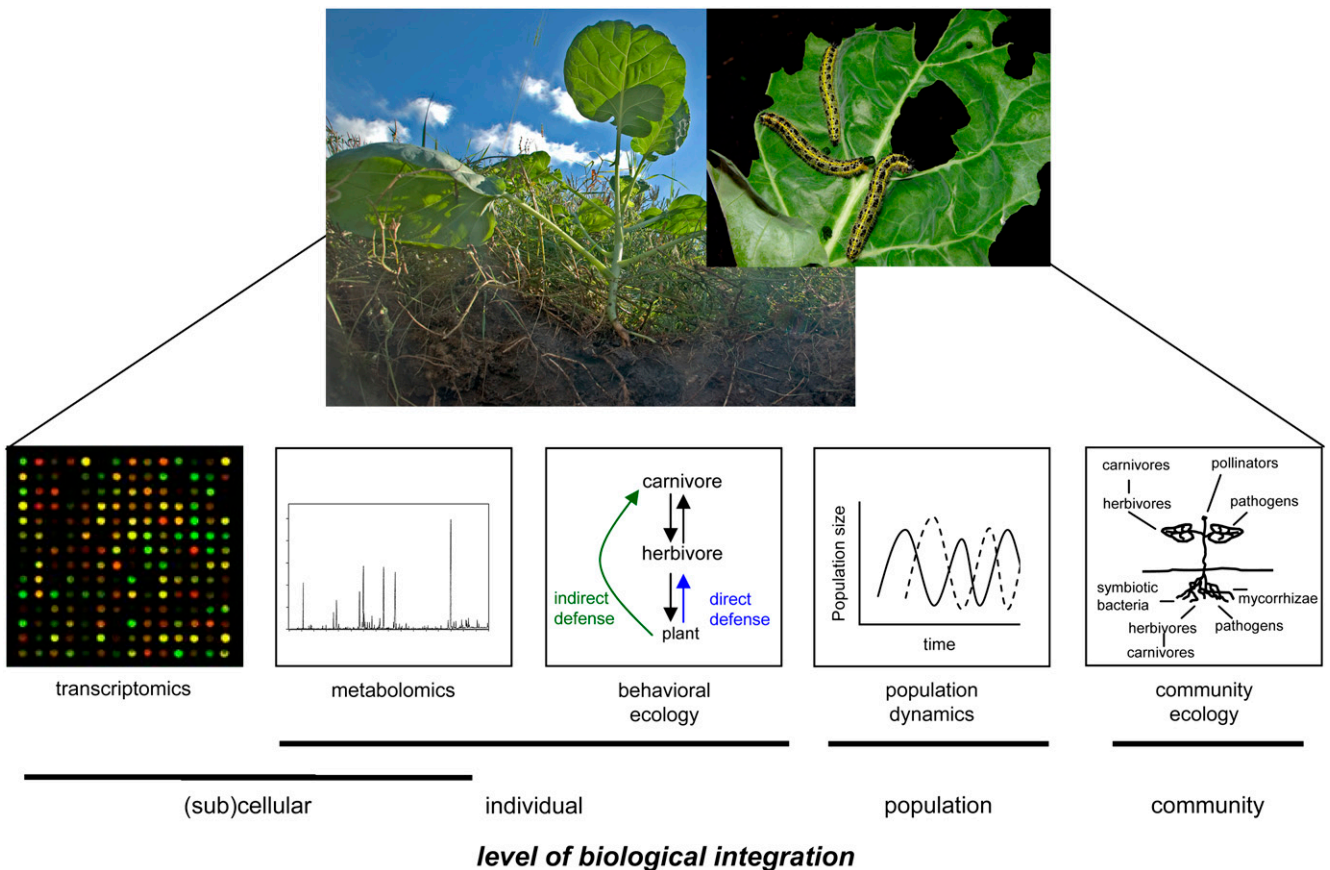 carnivore
herbivore
indirect
defense
direct
defense
plant
Population size
time
carnivores
pollinators
herbivores
pathogens
symbiotic
bacteria
mycorrhizae
herbivores
pathogens
carnivores
transcriptomics
metabolomics
behavioral
ecology
population
dynamics
community
ecology
(sub)cellular
individual
population
community
level of biological integration